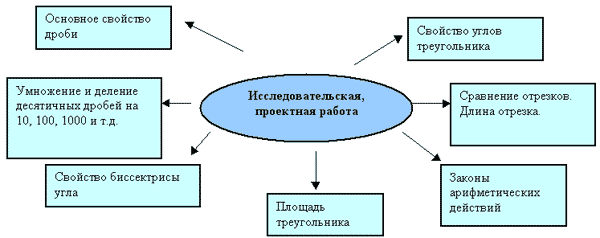 Основное свойство
дроби
Свойство углов
треугольника
Умножение и деление
десятичных дробей на
10, 100, 1000 и т.д.
Исследовательская,
проектная работа
Сравнение отрезков.
Длина отрезка.
Свойство биссектрисы
угла
Площадь
треугольника
Законы
арифметических
действий